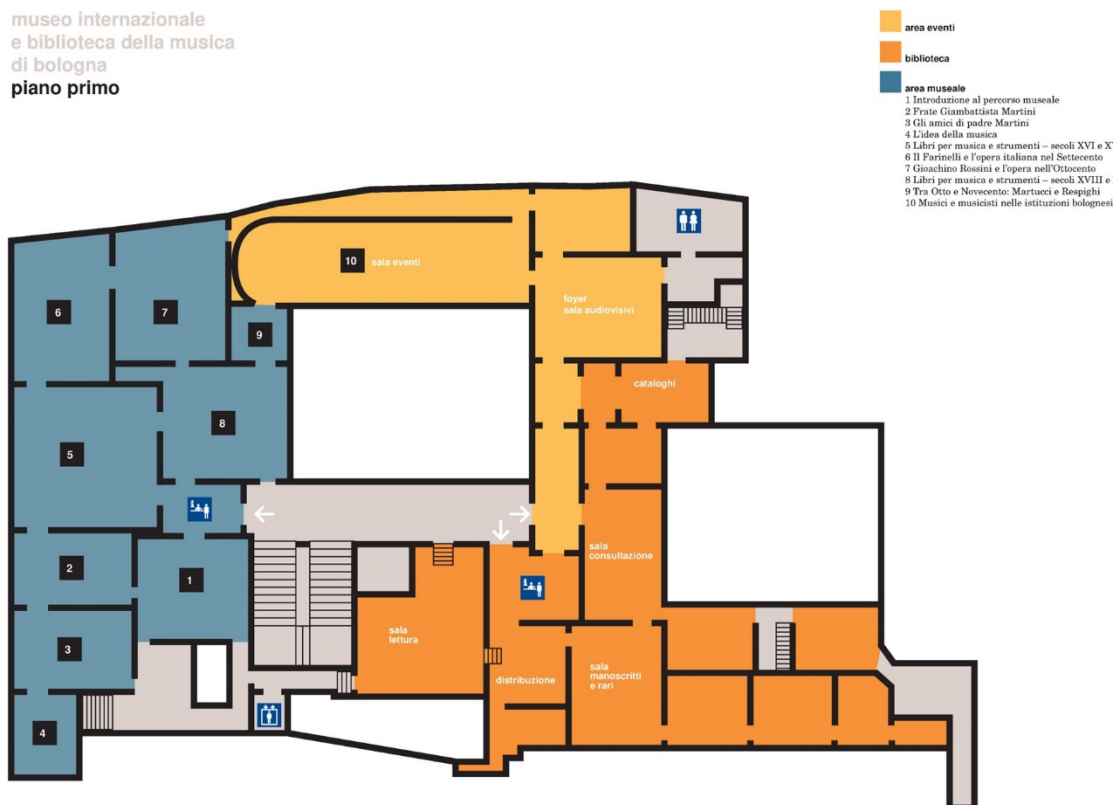 museo internazionale
e biblioteca della musica
di bologna
piano primo
area eventi
biblioteca
area museale
1 Introduzione al percorso museale
2 Frate Giambattista Martini
3 Gli amici di padre Martini
4 L'idea della musica
5 Libri per musica e strumenti – secoli XVI e
6 Il Farinelli e l'opera italiana nel Settecento
7 Gioachino Rossini e l'opera nell'Ottocento
8 Libri per musica e strumenti – secoli XVIII e
9 Tra Otto e Novecento: Martucci e Respighi
10 Musici e musicisti nelle istituzioni bolognesi
10 sala eventi
foyer
sala audiovisivi
6
7
9
cataloghi
8
5
i
sala
consultazione
2
1
i
sala
lettura
3
sala
manoscritti
e rari
distribuzione
4